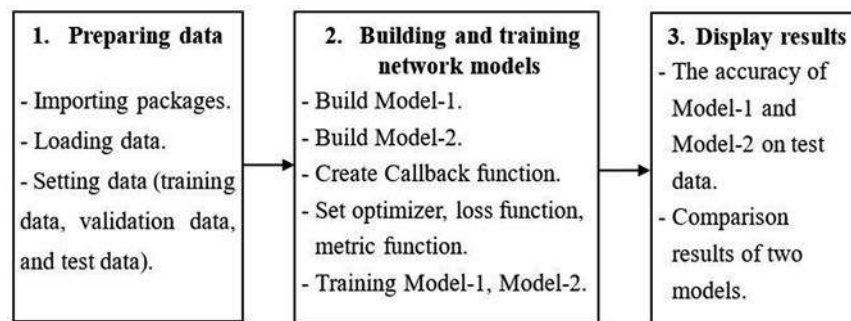 1. Preparing data
- Importing packages.
- Loading data.
- Setting data (training
data, validation data,
and test data).
2. Building and training
network models
- Build Model-1.
- Build Model-2.
- Create Callback function.
- Set optimizer, loss function,
metric function.
- Training Model-1, Model-2.
3. Display results
- The accuracy of
Model-1 and
Model-2 on test
data.
- Comparison
results of two
models.